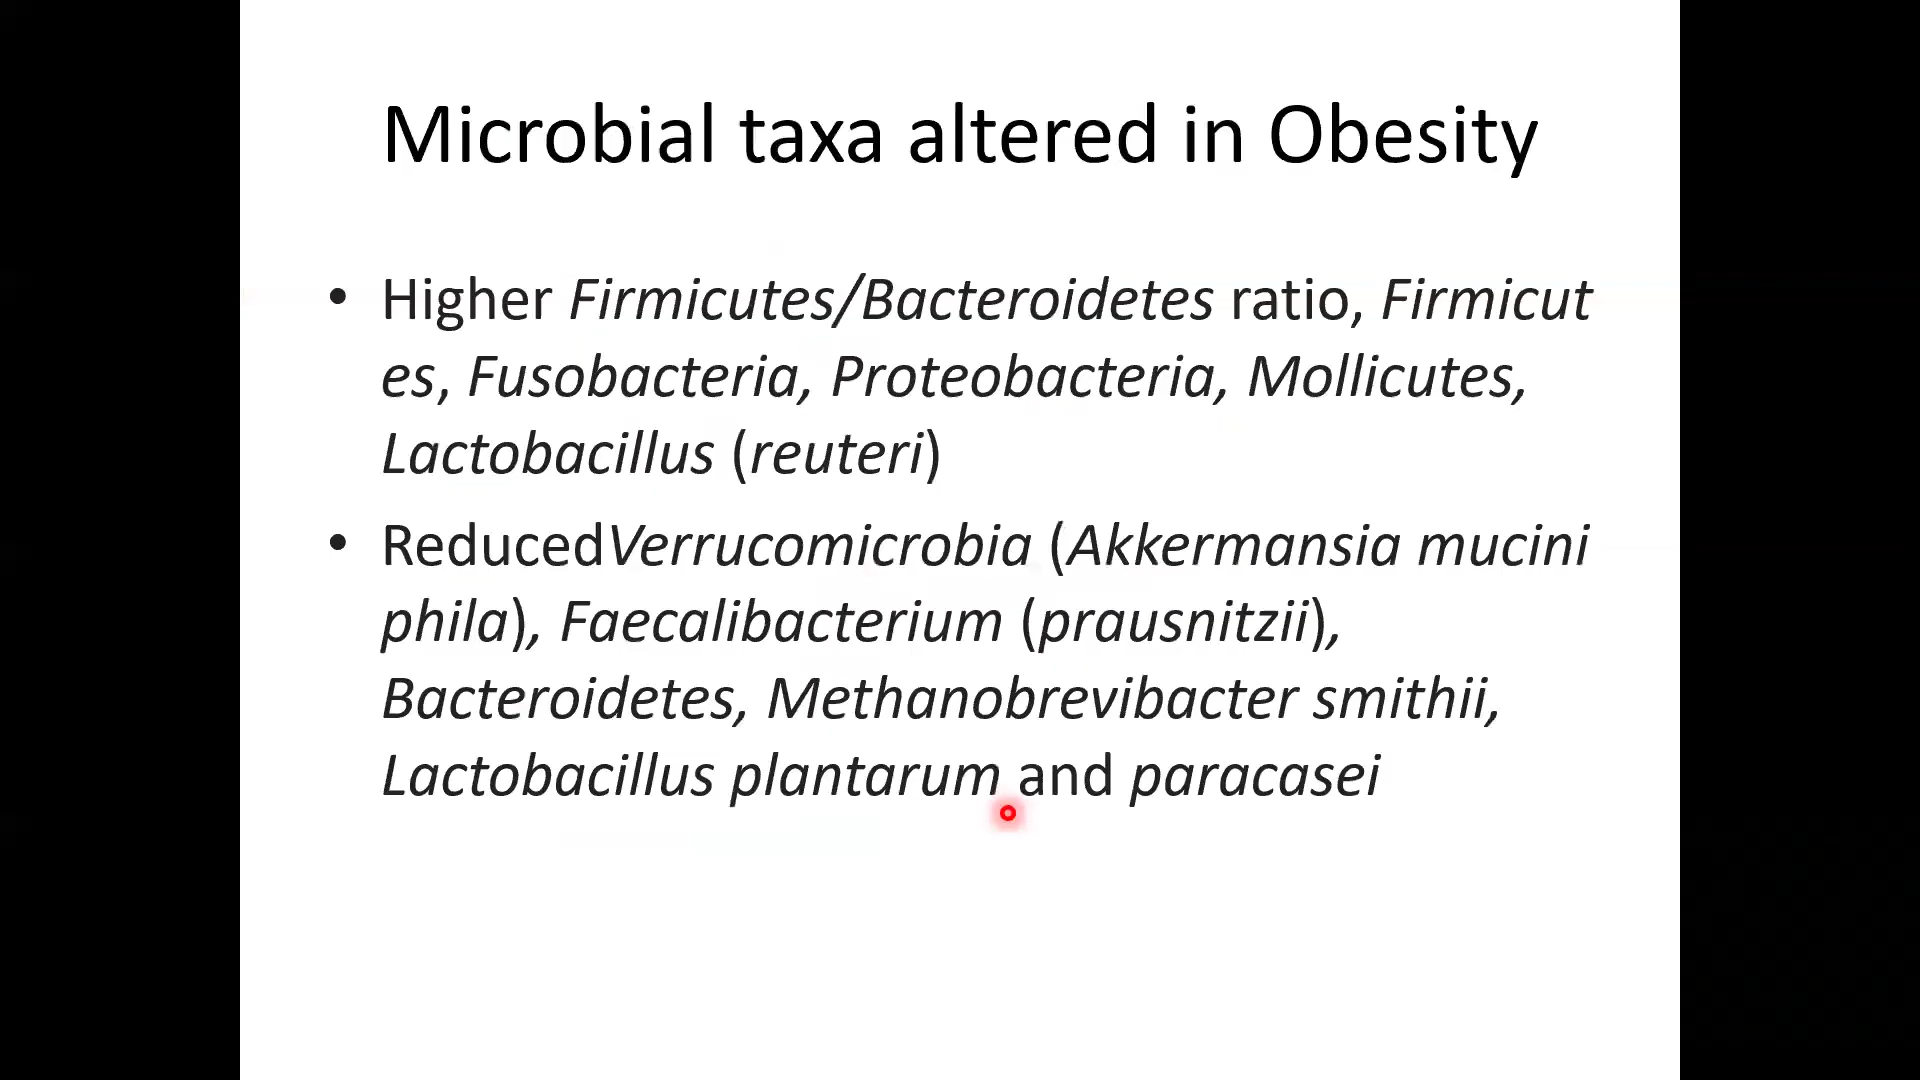 Microbial taxa altered in Obesity
• Higher Firmicutes/Bacteroidetes ratio, Firmicut
es, Fusobacteria, Proteobacteria, Mollicutes,
Lactobacillus (reuteri)
• ReducedVerrucomicrobia (Akkermansia mucini
phila), Faecalibacterium (prausnitzii),
Bacteroidetes, Methanobrevibacter smithii,
Lactobacillus plantarum and paracasei